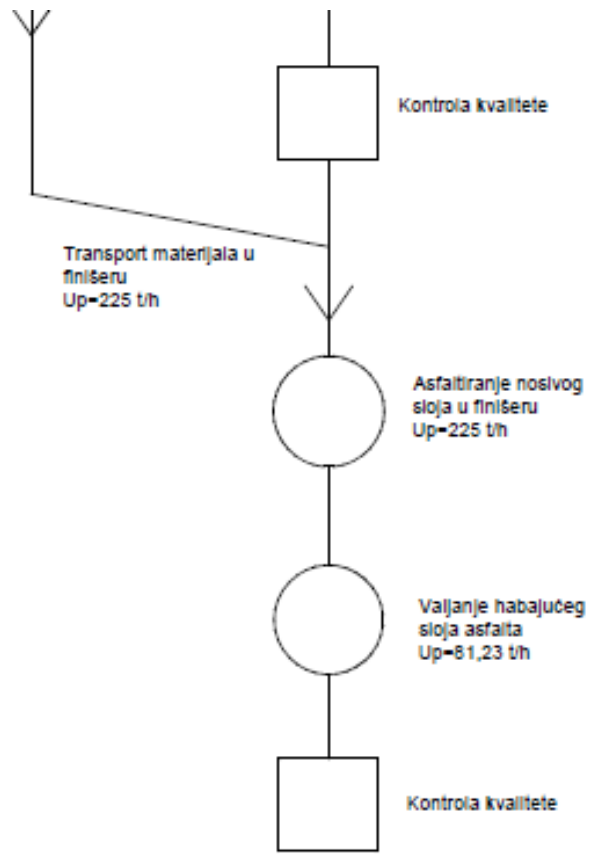 Kontrola kvalitete
Transport materijala u
finišeru
Up=225 t/h
Asfaltiranje nosivog
sloja u finišeru
Up=225 t/h
Valjanje habajućeg
sloja asfalta
Up=81,23 t/h
Kontrola kvalitete